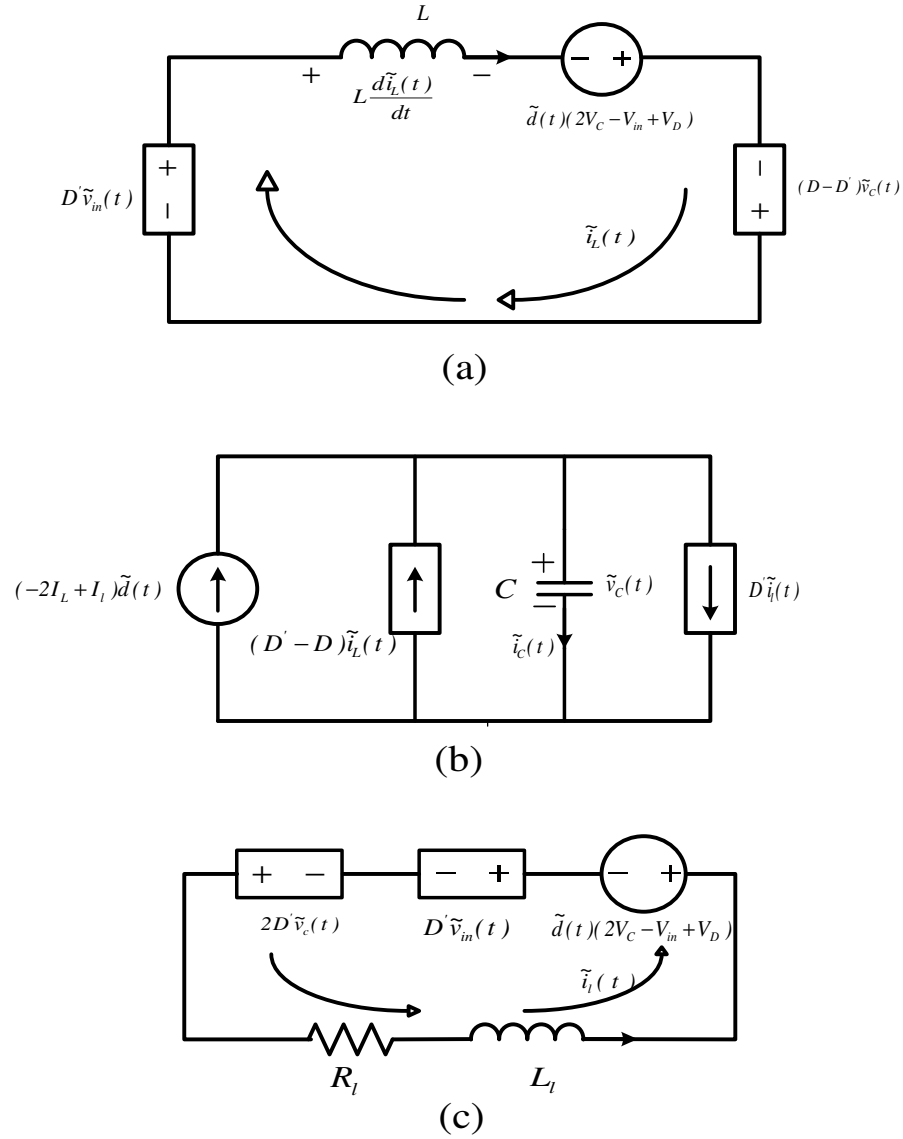 L
+ − − +
L dĩ_L(t)/dt
d̃(t)(2V_C − V_in + V_D)
+
−
D'ṽ_in(t)
−
+
(D − D')ṽ_C(t)
ĩ_L(t)
(a)
(−2I_L + I_l)d̃(t)
(D' − D)ĩ_L(t)
C
+
−
ṽ_C(t)
ĩ_C(t)
D'ĩ_l(t)
(b)
+ − − + − +
2D'ṽ_c(t)
D'ṽ_in(t)
d̃(t)(2V_C − V_in + V_D)
ĩ_l(t)
R_l
L_l
(c)